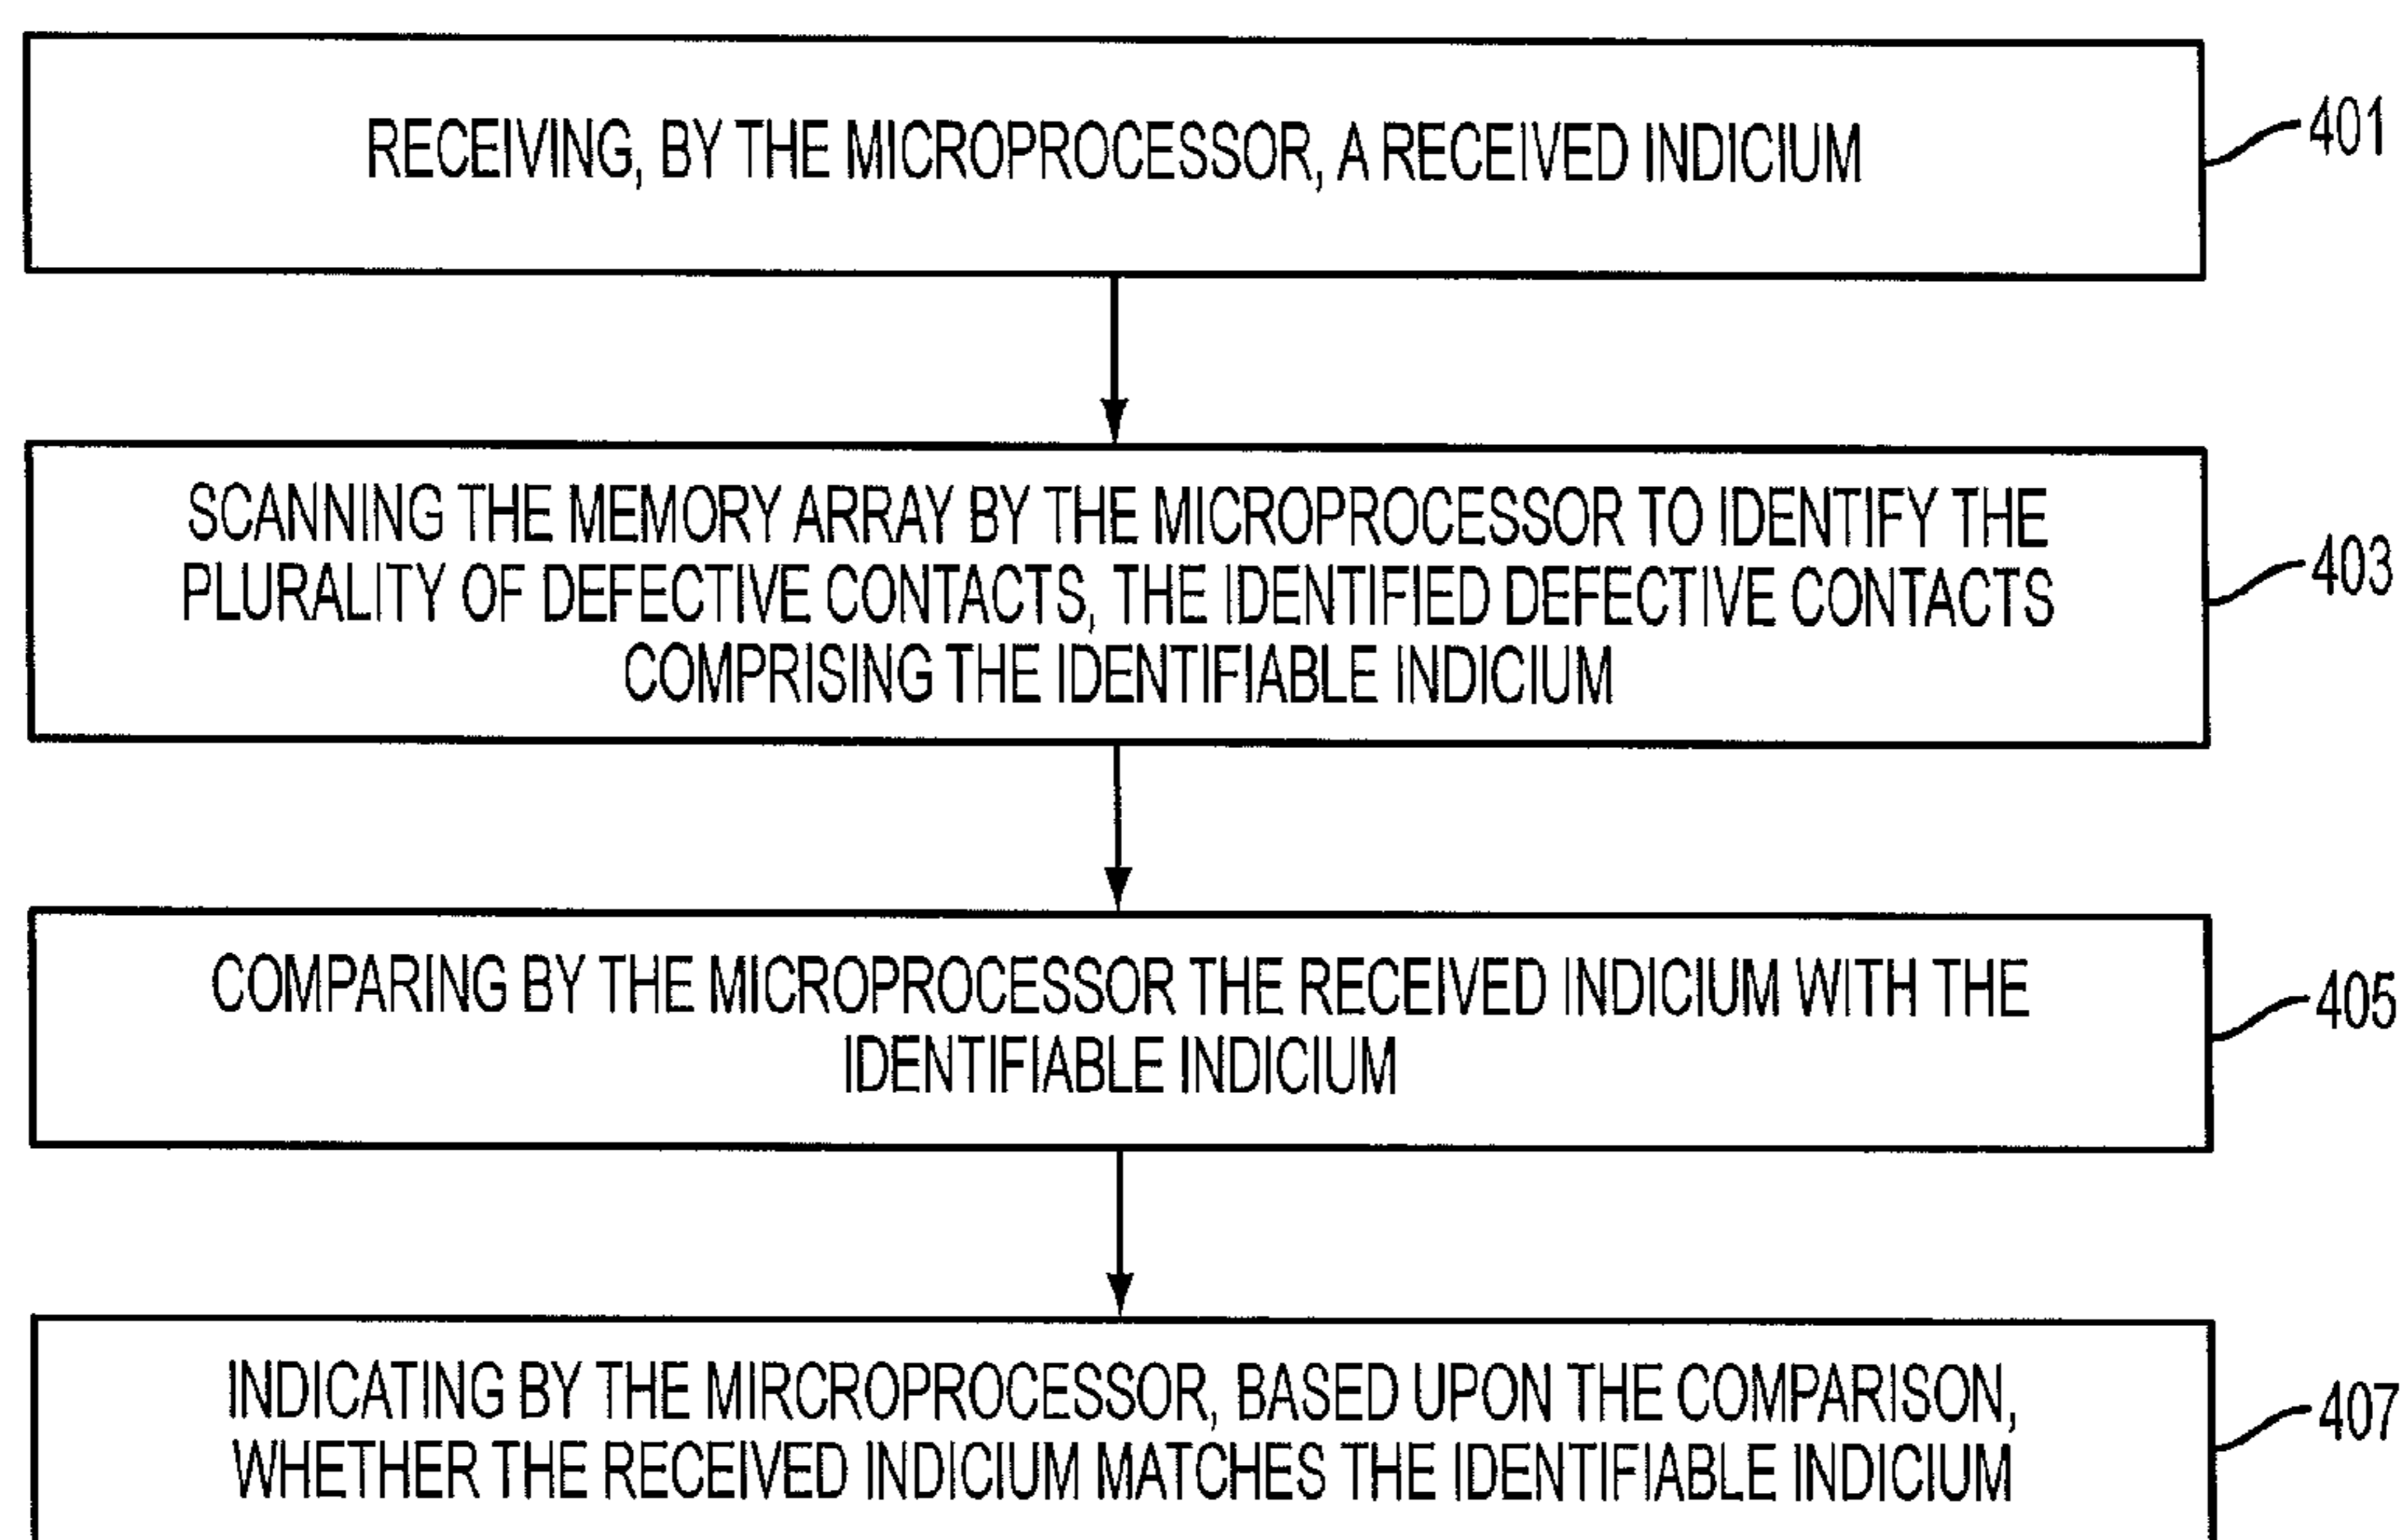 RECEIVING, BY THE MICROPROCESSOR, A RECEIVED INDICIUM
401
SCANNING THE MEMORY ARRAY BY THE MICROPROCESSOR TO IDENTIFY THE
PLURALITY OF DEFECTIVE CONTACTS, THE IDENTIFIED DEFECTIVE CONTACTS
COMPRISING THE IDENTIFIABLE INDICIUM
403
COMPARING BY THE MICROPROCESSOR THE RECEIVED INDICIUM WITH THE
IDENTIFIABLE INDICIUM
405
INDICATING BY THE MIRCROPROCESSOR, BASED UPON THE COMPARISON,
WHETHER THE RECEIVED INDICIUM MATCHES THE IDENTIFIABLE INDICIUM
407